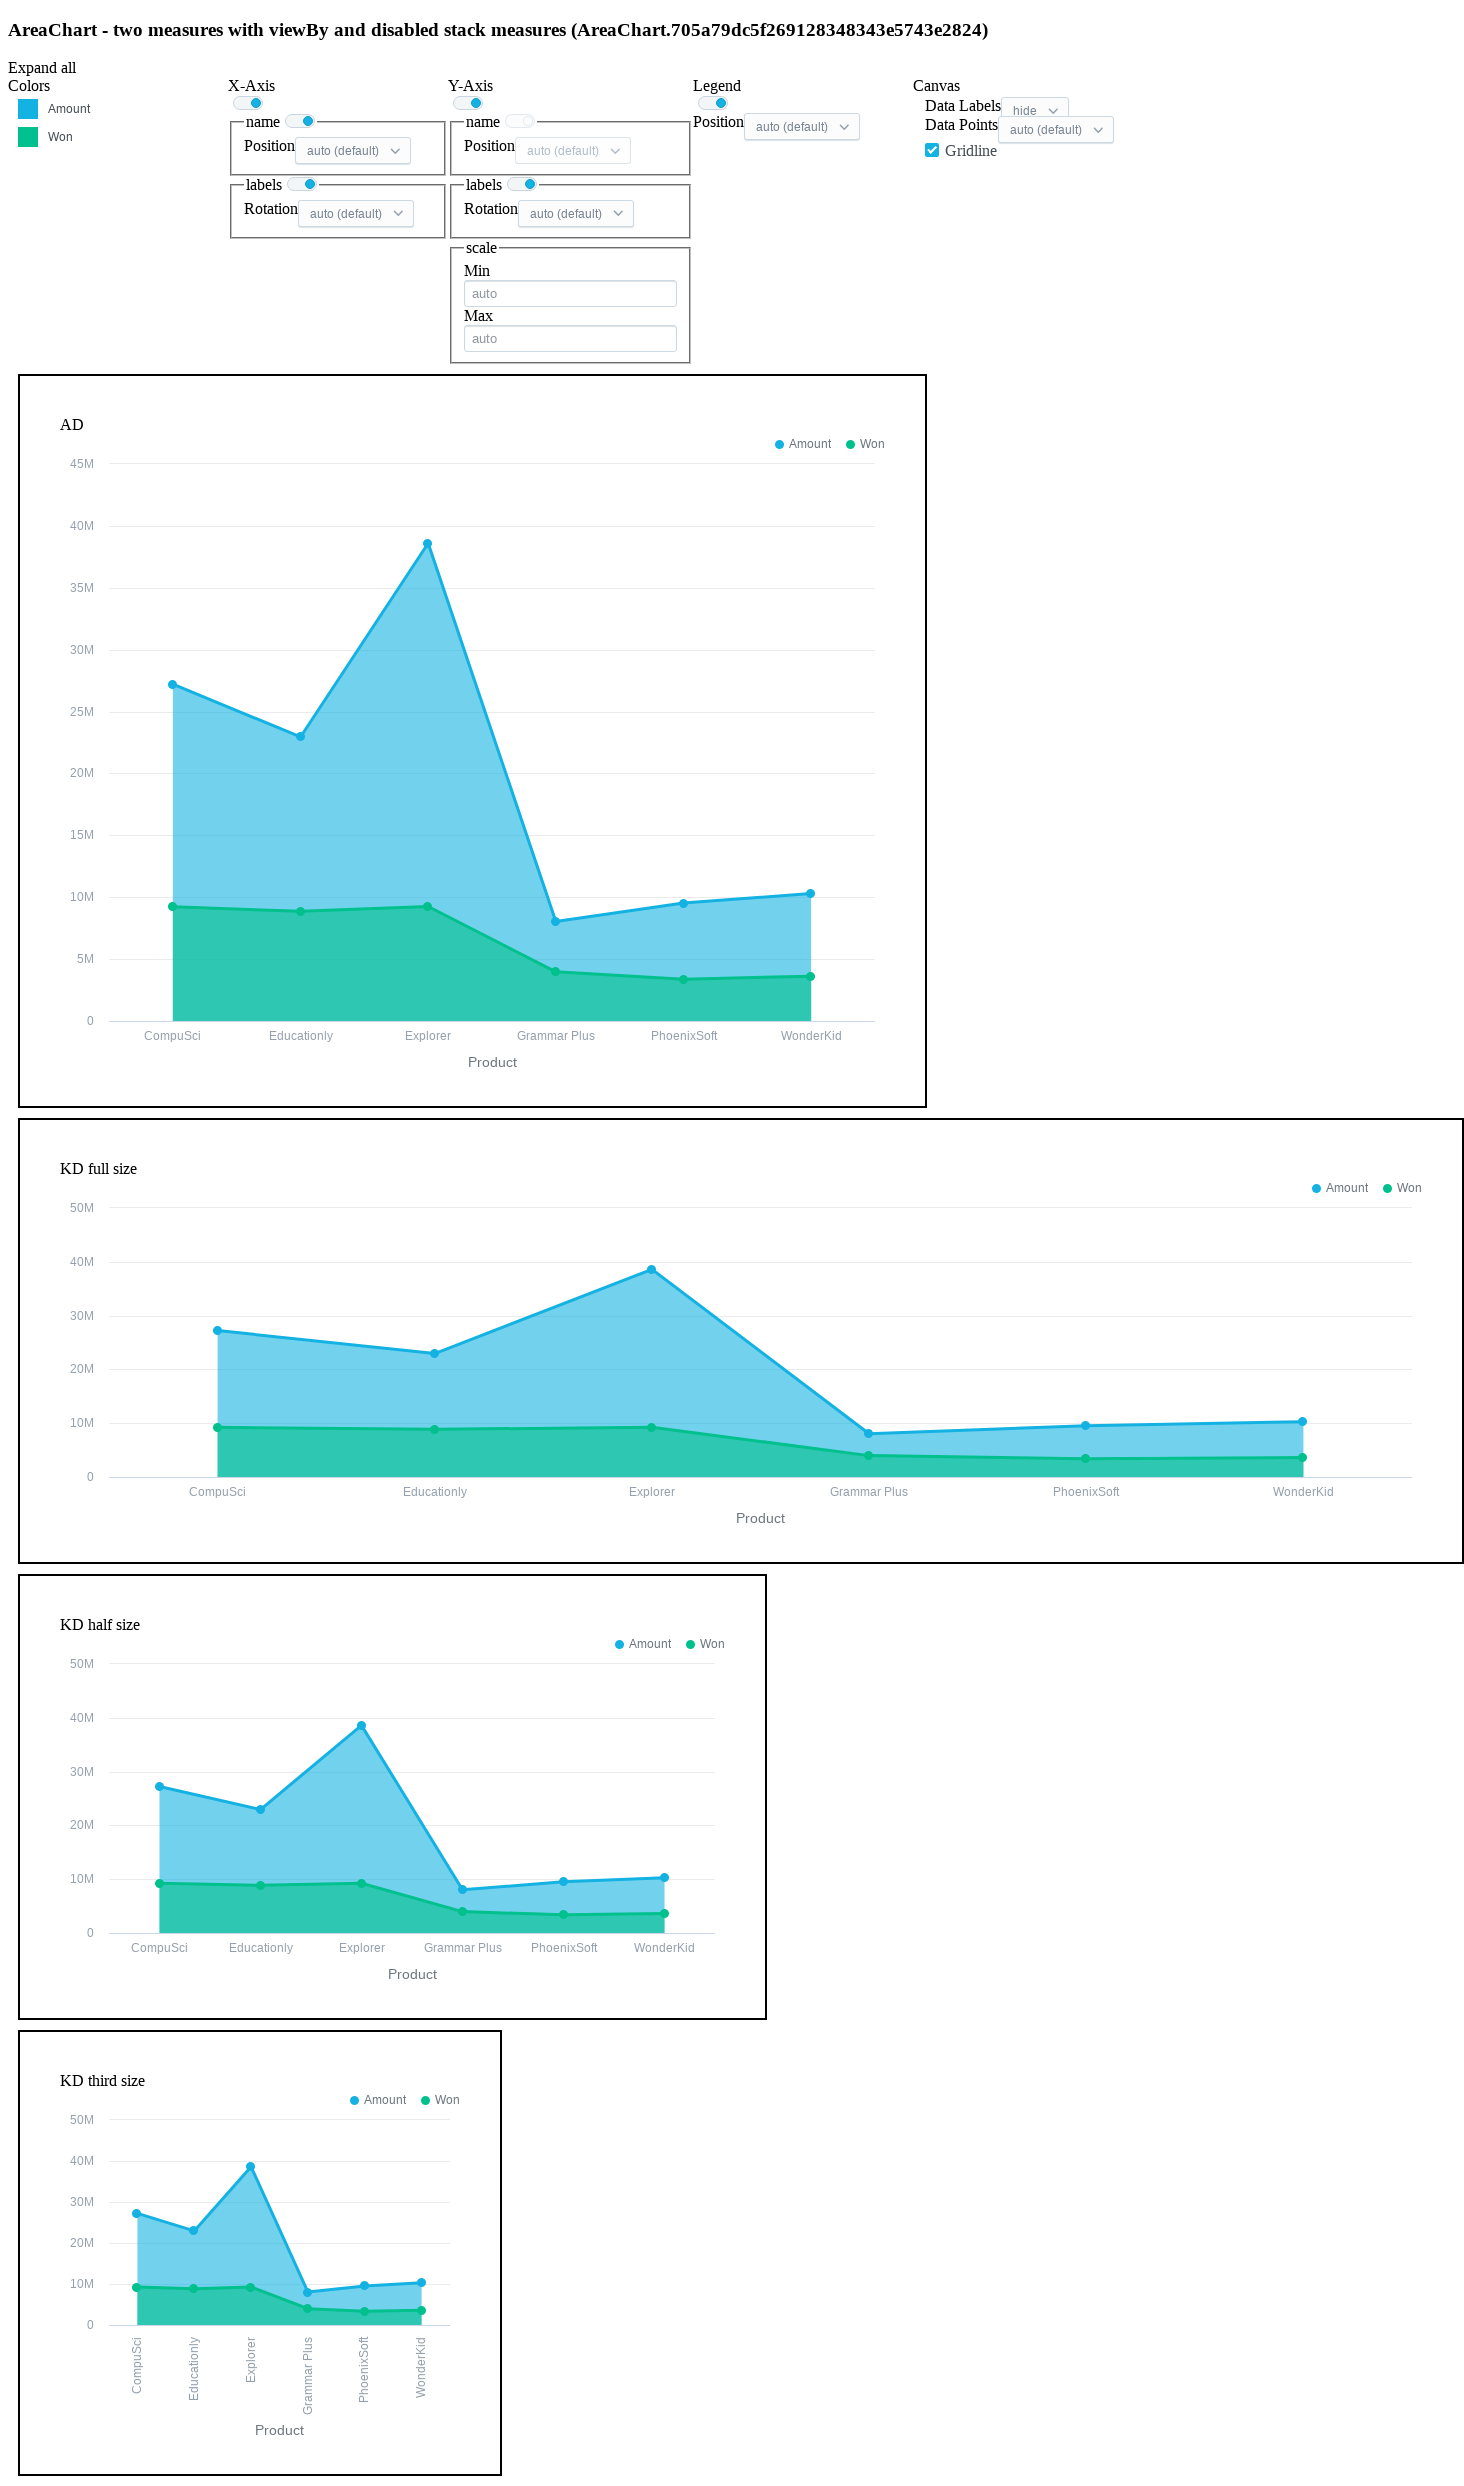 AreaChart - two measures with viewBy and disabled stack measures (AreaChart.705a79dc5f269128348343e5743e2824)
Expand all
Colors
Amount
Won
X-Axis
name
Position auto (default)
labels
Rotation auto (default)
Y-Axis
name
Position auto (default)
labels
Rotation auto (default)
scale
Min
auto
Max
auto
Legend
Position auto (default)
Canvas
Data Labels hide
Data Points auto (default)
Gridline
AD
Amount Won
45M
40M
35M
30M
25M
20M
15M
10M
5M
0
CompuSci Educationly Explorer Grammar Plus PhoenixSoft WonderKid
Product
KD full size
Amount Won
50M
40M
30M
20M
10M
0
CompuSci Educationly Explorer Grammar Plus PhoenixSoft WonderKid
Product
KD half size
Amount Won
50M
40M
30M
20M
10M
0
CompuSci Educationly Explorer Grammar Plus PhoenixSoft WonderKid
Product
KD third size
Amount Won
50M
40M
30M
20M
10M
0
CompuSci
Educationly
Explorer
Grammar Plus
PhoenixSoft
WonderKid
Product